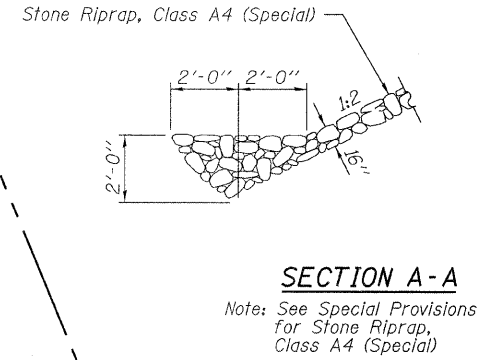 Stone Riprap, Class A4 (Special)
2'-0" 2'-0"
1:2
2'-0"
16"
SECTION A-A
Note: See Special Provisions
for Stone Riprap,
Class A4 (Special)